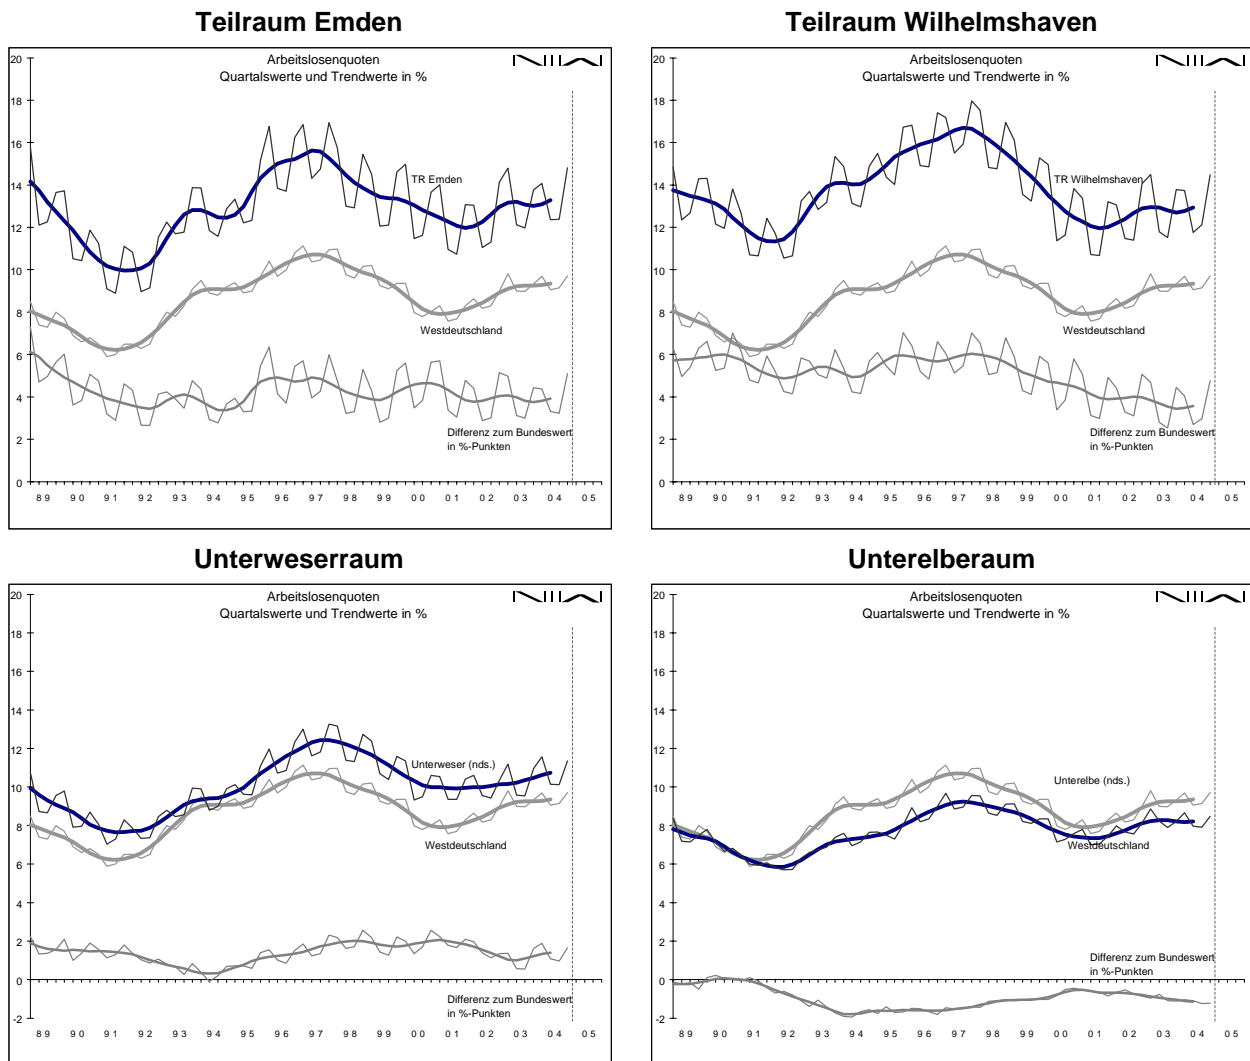 Teilraum Emden
Arbeitslosenquoten
Quartalswerte und Trendwerte in %
20
18
16
14
12
10
8
6
4
2
0
TR Emden
Westdeutschland
Differenz zum Bundeswert
in %-Punkten
89 90 91 92 93 94 95 96 97 98 99 00 01 02 03 04 05
Teilraum Wilhelmshaven
Arbeitslosenquoten
Quartalswerte und Trendwerte in %
20
18
16
14
12
10
8
6
4
2
0
TR Wilhelmshaven
Westdeutschland
Differenz zum Bundeswert
in %-Punkten
89 90 91 92 93 94 95 96 97 98 99 00 01 02 03 04 05
Unterweserraum
Arbeitslosenquoten
Quartalswerte und Trendwerte in %
20
18
16
14
12
10
8
6
4
2
0
-2
Unterweser (nds.)
Westdeutschland
Differenz zum Bundeswert
in %-Punkten
89 90 91 92 93 94 95 96 97 98 99 00 01 02 03 04 05
Unterelberaum
Arbeitslosenquoten
Quartalswerte und Trendwerte in %
20
18
16
14
12
10
8
6
4
2
0
-2
Unterelbe (nds.)
Westdeutschland
Differenz zum Bundeswert
in %-Punkten
89 90 91 92 93 94 95 96 97 98 99 00 01 02 03 04 05